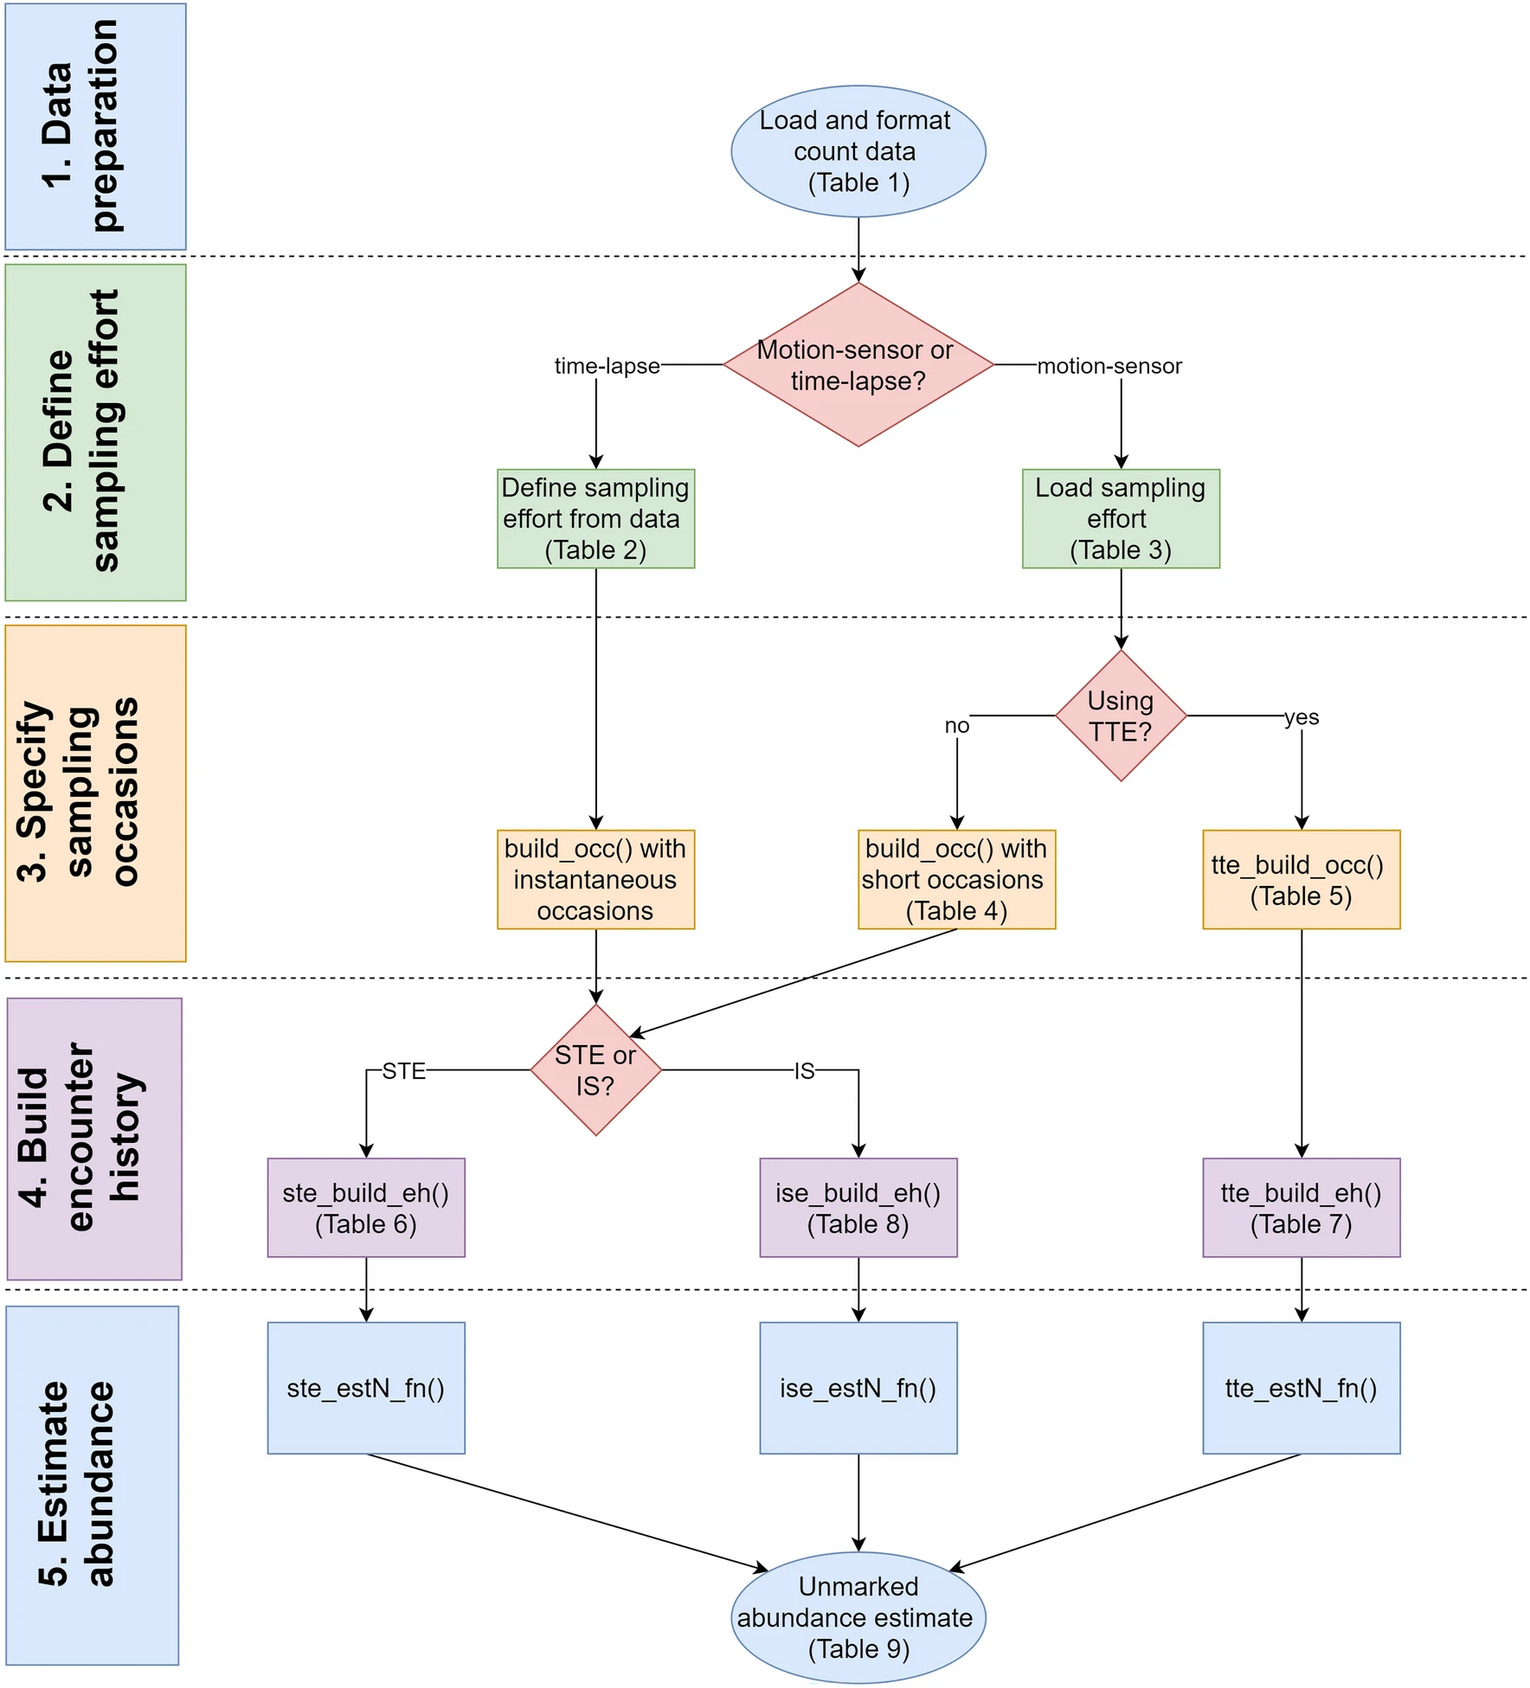 1. Data
preparation
Load and format
count data
(Table 1)
2. Define
sampling effort
Motion-sensor or
time-lapse?
time-lapse
motion-sensor
Define sampling
effort from data
(Table 2)
Load sampling
effort
(Table 3)
3. Specify
sampling
occasions
Using
TTE?
no
yes
build_occ() with
instantaneous
occasions
build_occ() with
short occasions
(Table 4)
tte_build_occ()
(Table 5)
4. Build
encounter
history
STE or
IS?
STE
IS
ste_build_eh()
(Table 6)
ise_build_eh()
(Table 8)
tte_build_eh()
(Table 7)
5. Estimate
abundance
ste_estN_fn()
ise_estN_fn()
tte_estN_fn()
Unmarked
abundance estimate
(Table 9)